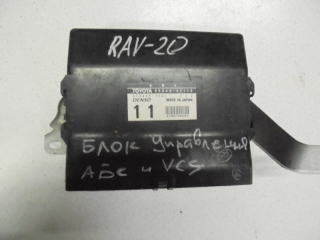 RAV-20
TOYOTA
DENSO MADE IN JAPAN
11
БЛОК УПРАВЛЕНИЯ
АБС и VCS